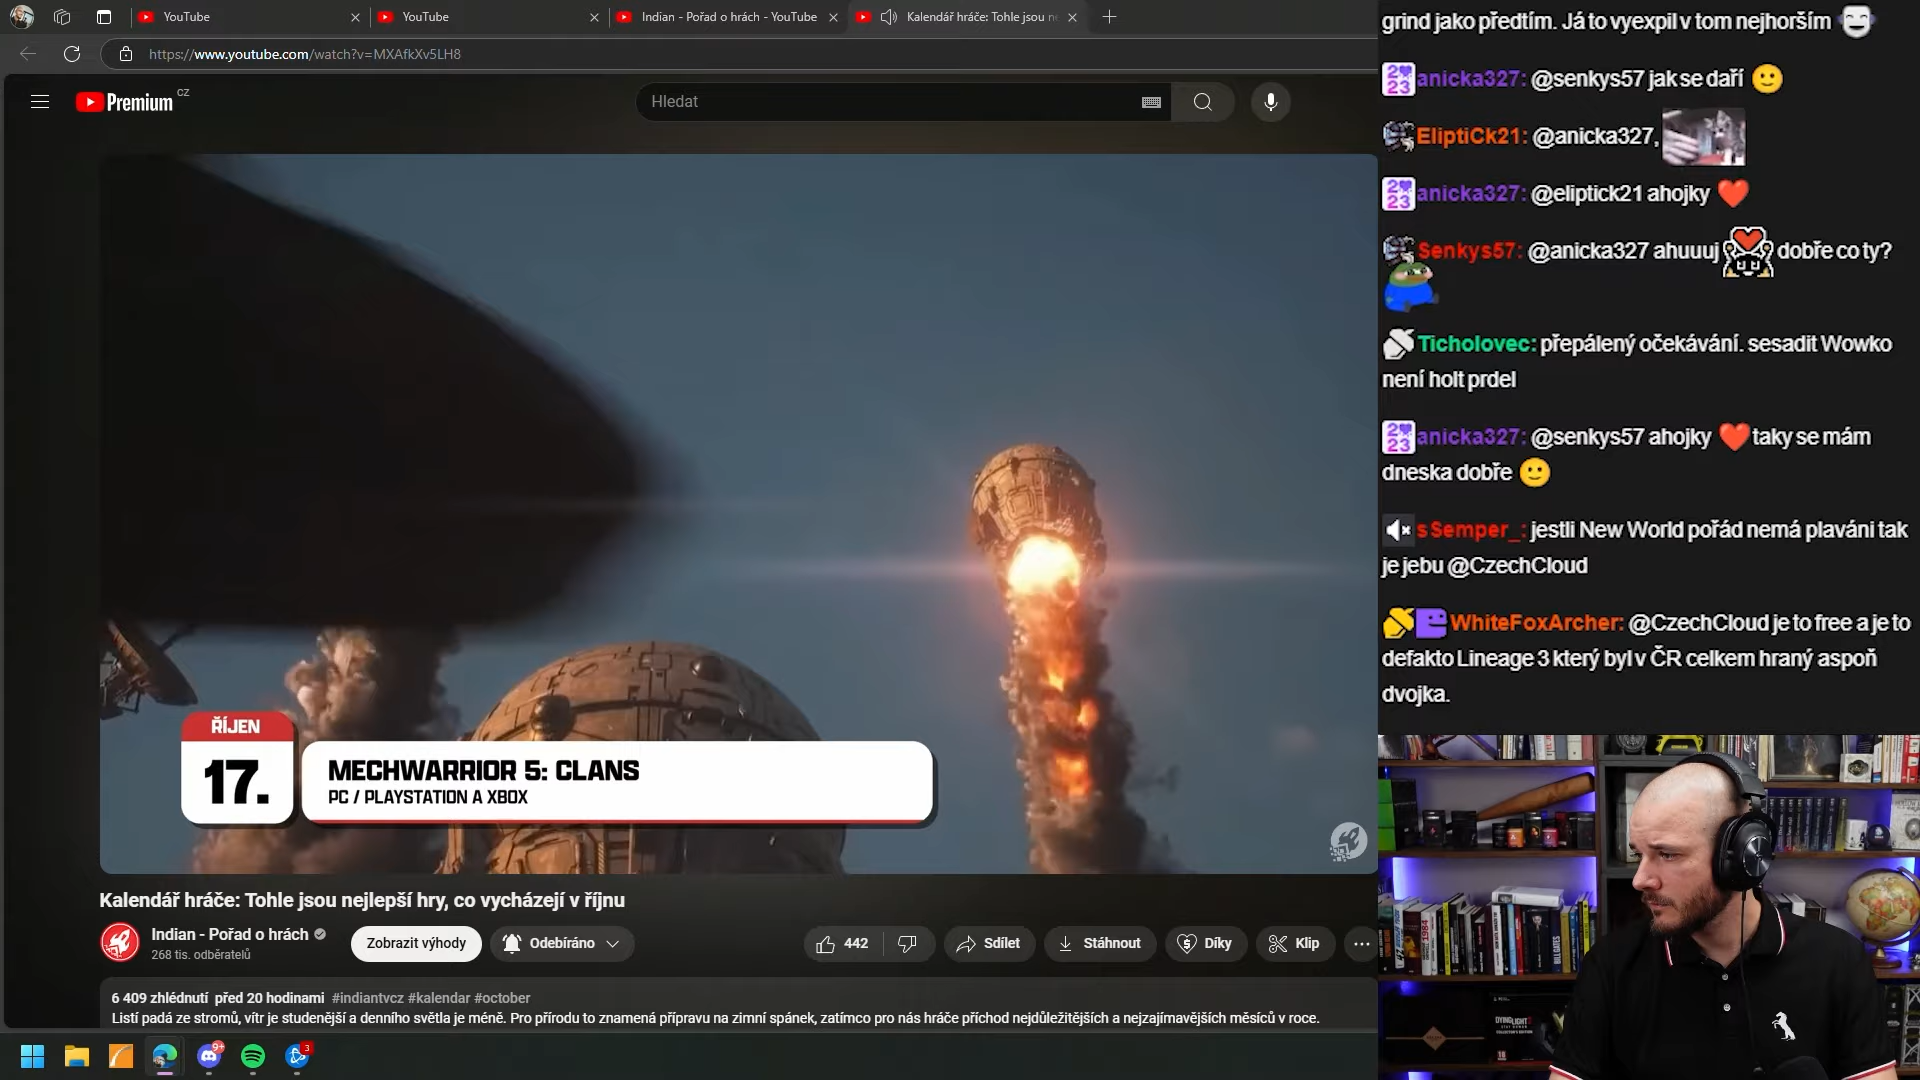 YouTube
YouTube
Indian - Pořad o hrách - YouTube
Kalendář hráče: Tohle jsou ne
https://www.youtube.com/watch?v=MXAfkXv5LH8
Premium CZ
Hledat
ŘÍJEN
17.
MECHWARRIOR 5: CLANS
PC / PLAYSTATION A XBOX
Kalendář hráče: Tohle jsou nejlepší hry, co vycházejí v říjnu
Indian - Pořad o hrách
268 tis. odběratelů
Zobrazit výhody
Odebíráno
442
Sdílet
Stáhnout
Díky
Klip
6 409 zhlédnutí před 20 hodinami #indiantvcz #kalendar #october
Listí padá ze stromů, vítr je studenější a denního světla je méně. Pro přírodu to znamená přípravu na zimní spánek, zatímco pro nás hráče příchod nejdůležitějších a nejzajímavějších měsíců v roce.
9+
3
grind jako předtím. Já to vyexpil v tom nejhorším
anicka327: @senkys57 jak se daří
EliptiCk21: @anicka327,
anicka327: @eliptick21 ahojky
Senkys57: @anicka327 ahuuuj dobře co ty?
Ticholovec: přepálený očekávání. sesadit Wowko
není holt prdel
anicka327: @senkys57 ahojky taky se mám
dneska dobře
sSemper_: jestli New World pořád nemá plaváni tak
je jebu @CzechCloud
WhiteFoxArcher: @CzechCloud je to free a je to
defakto Lineage 3 který byl v ČR celkem hraný aspoň
dvojka.